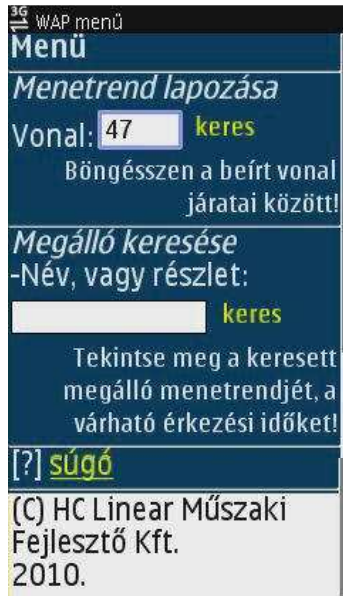 3G WAP menü
Menü
Menetrend lapozása
Vonal: 47 keres
Böngésszen a beírt vonal
járatai között!
Megálló keresése
-Név, vagy részlet:
keres
Tekintse meg a keresett
megálló menetrendjét, a
várható érkezési időket!
[?] súgó
(C) HC Linear Műszaki
Fejlesztő Kft.
2010.